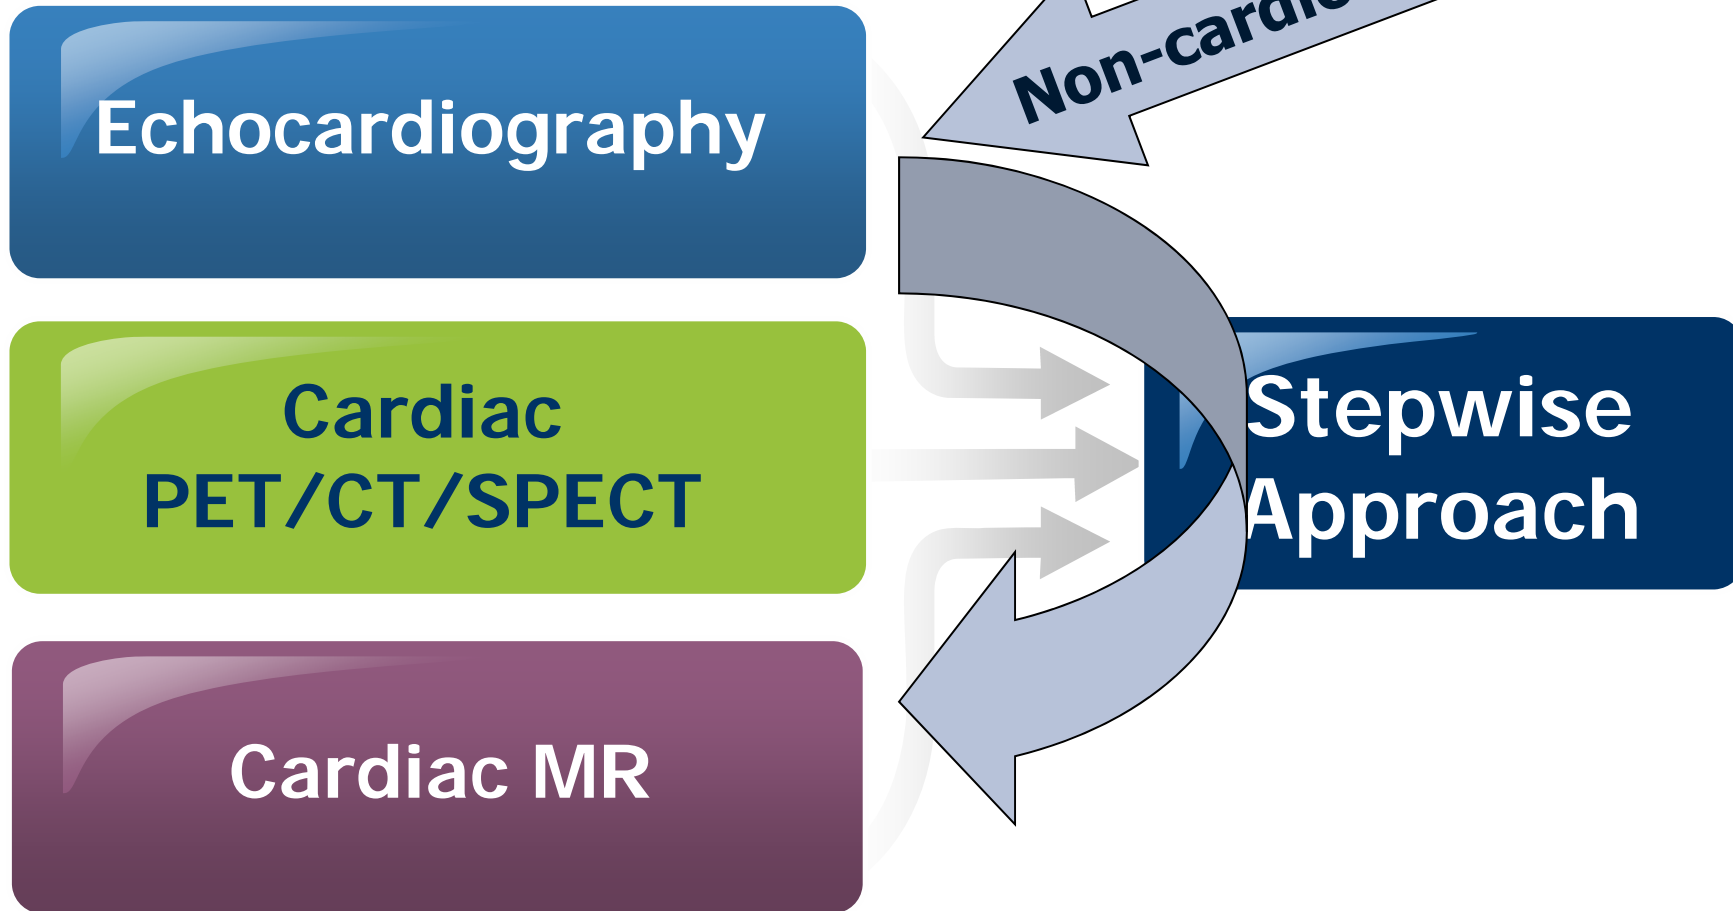 Echocardiography
Cardiac
PET/CT/SPECT
Cardiac MR
Stepwise
Approach